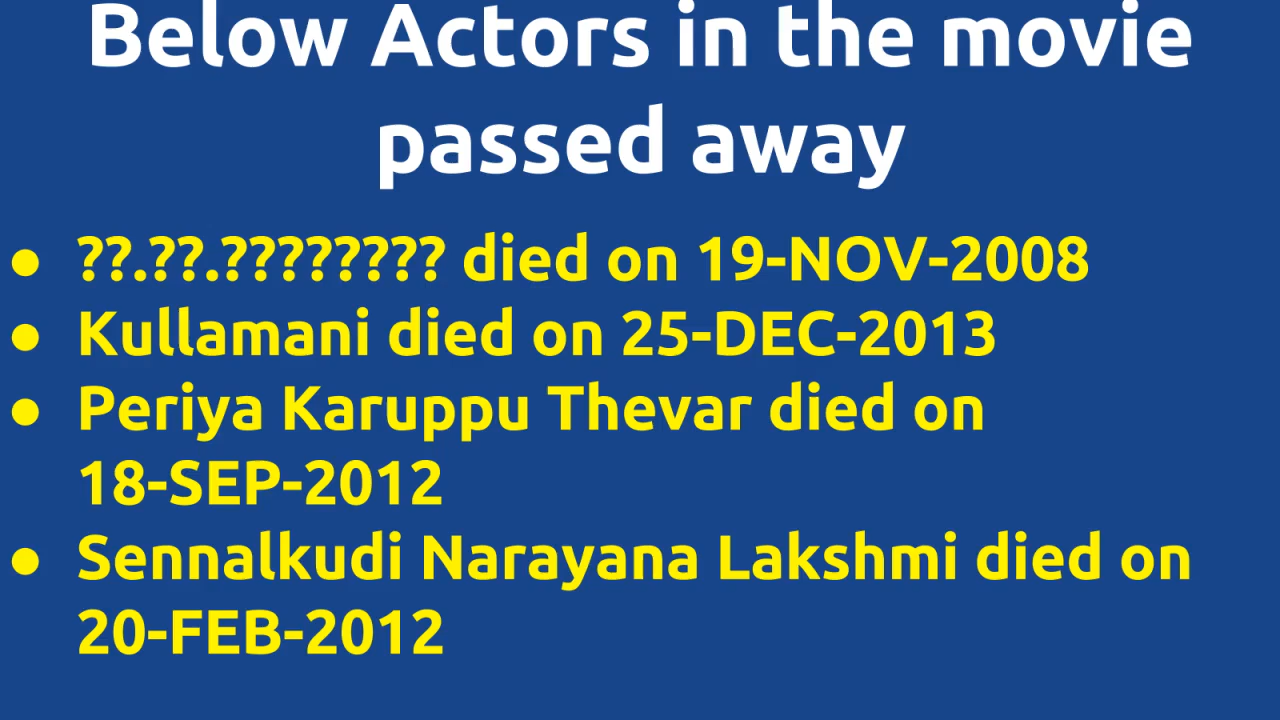 Below Actors in the movie
passed away
● ??.??.???????? died on 19-NOV-2008
● Kullamani died on 25-DEC-2013
● Periya Karuppu Thevar died on
18-SEP-2012
● Sennalkudi Narayana Lakshmi died on
20-FEB-2012